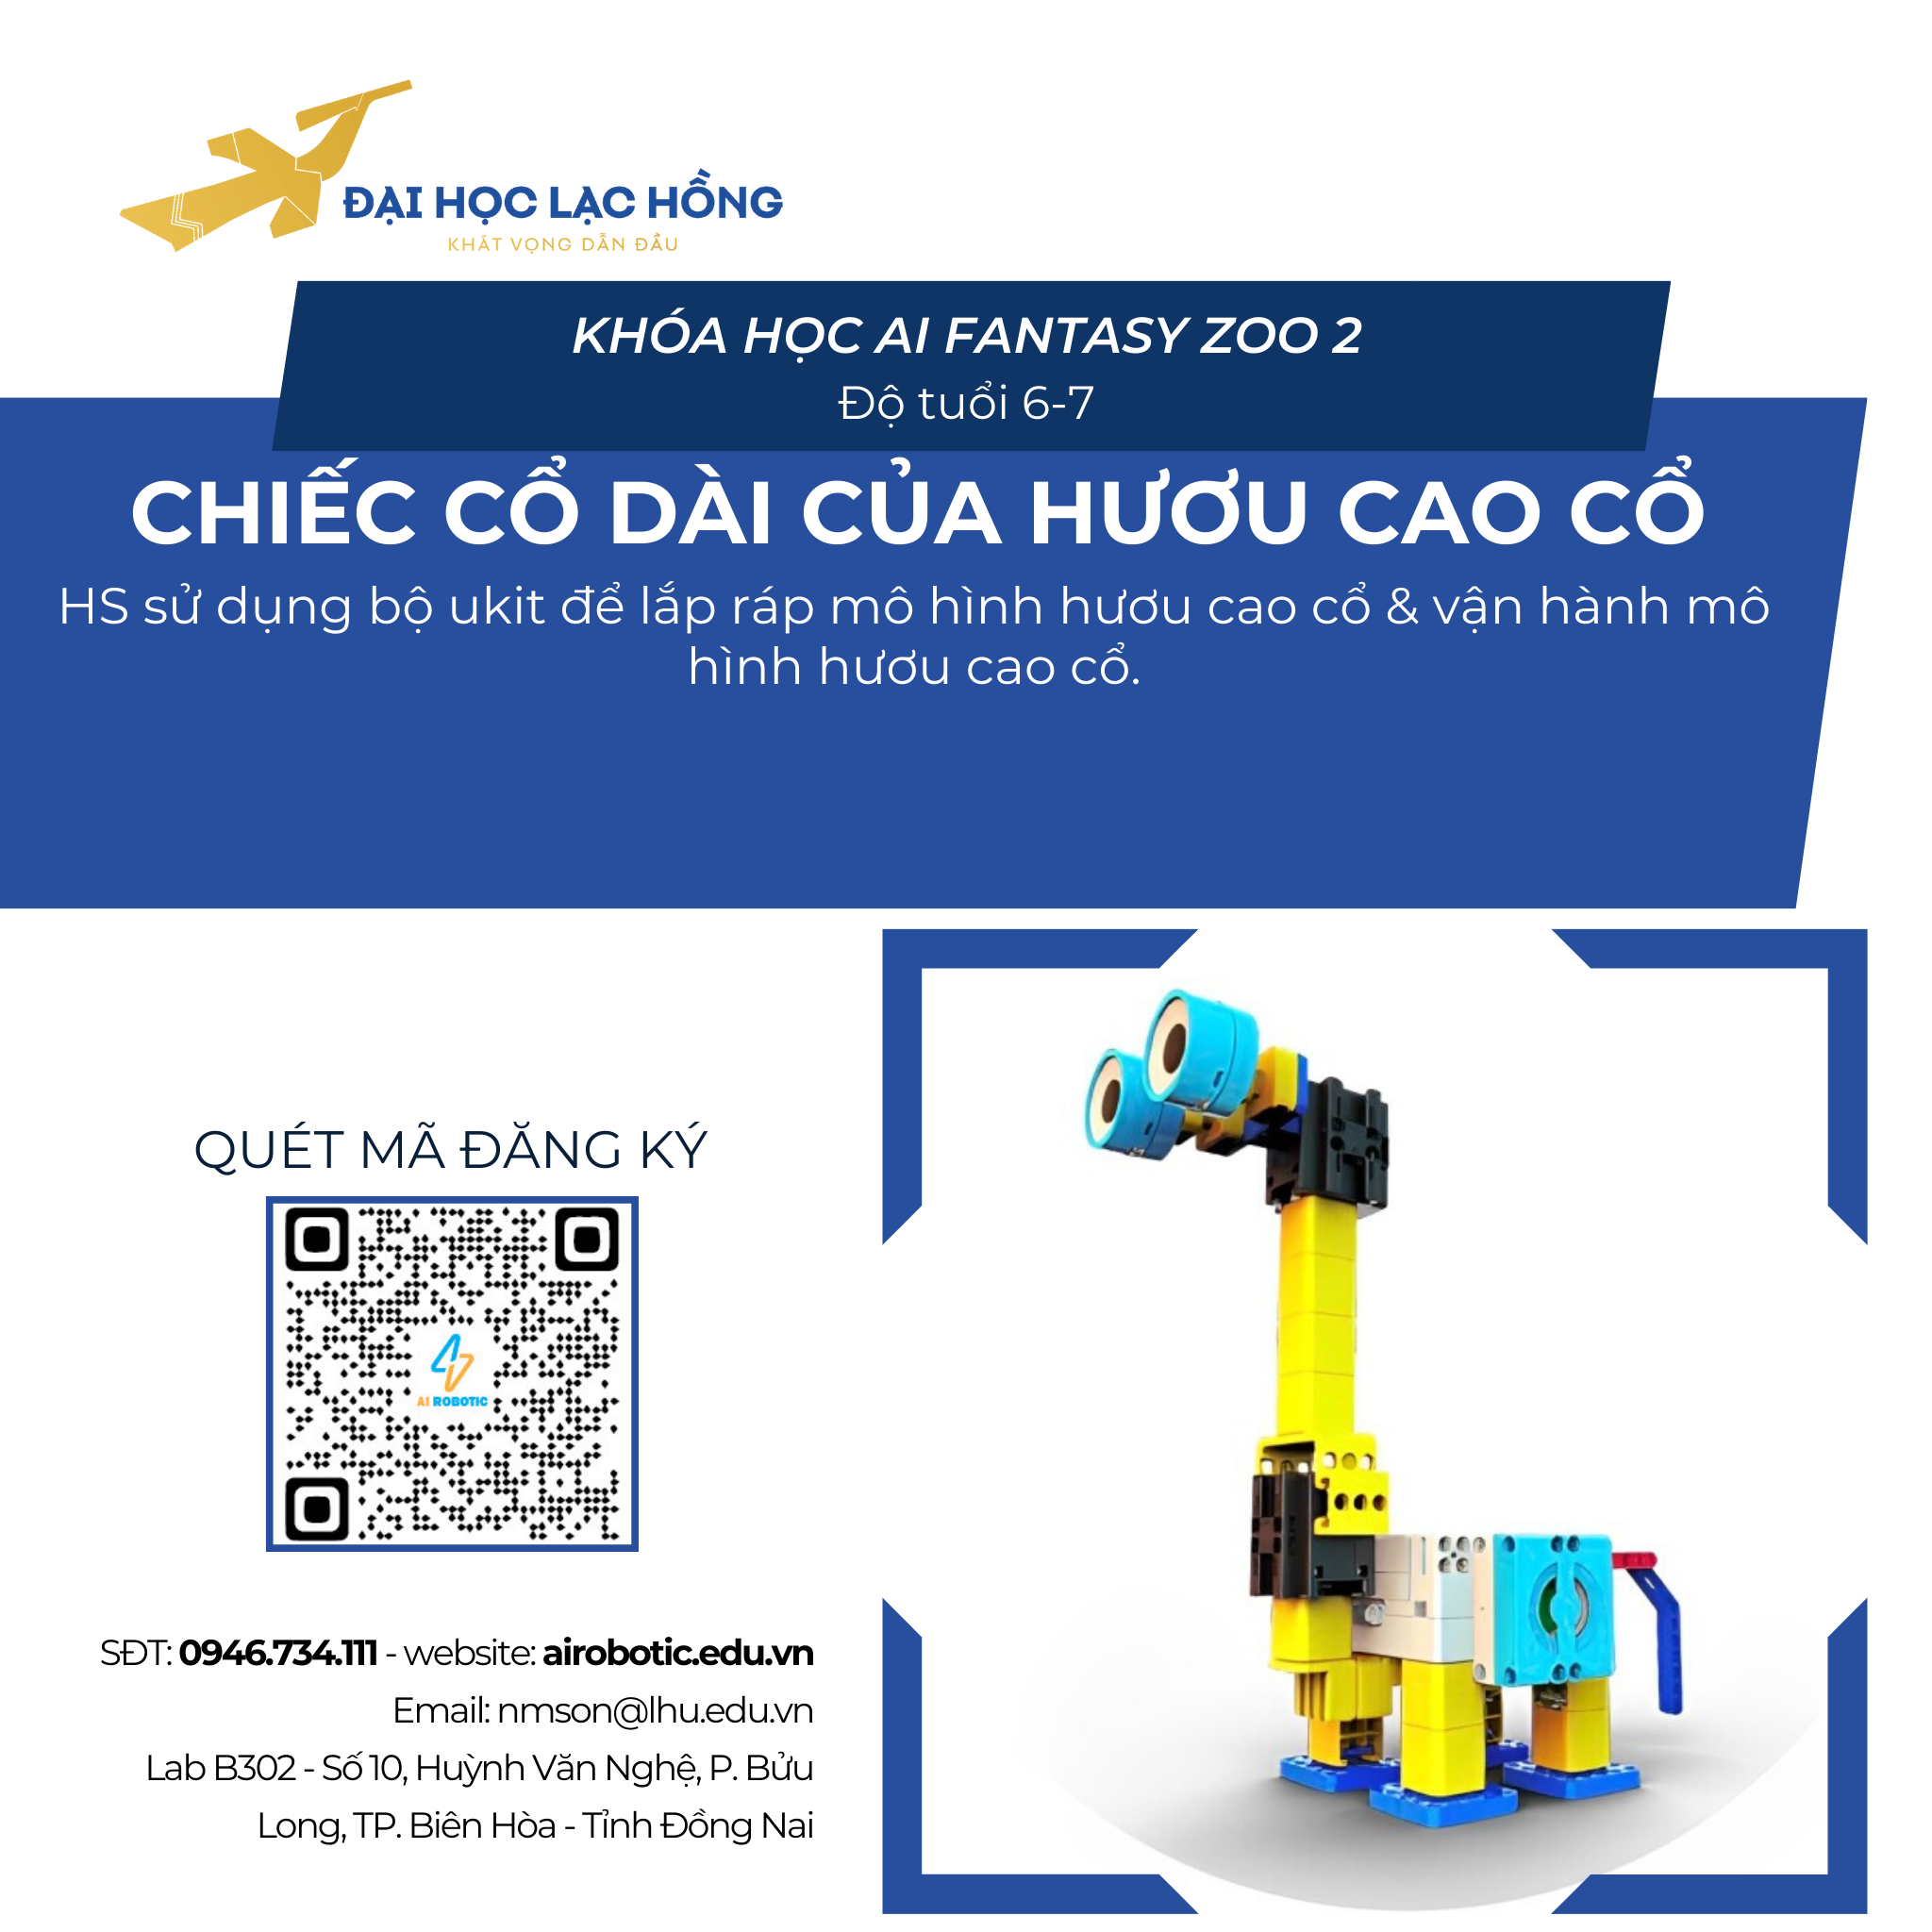 ĐẠI HỌC LẠC HỒNG
KHÁT VỌNG DẪN ĐẦU
KHÓA HỌC AI FANTASY ZOO 2
Độ tuổi 6-7
CHIẾC CỔ DÀI CỦA HƯƠU CAO CỔ
HS sử dụng bộ ukit để lắp ráp mô hình hươu cao cổ & vận hành mô
hình hươu cao cổ.
QUÉT MÃ ĐĂNG KÝ
AI ROBOTIC
SĐT: 0946.734.111 - website: airobotic.edu.vn
Email: nmson@lhu.edu.vn
Lab B302 - Số 10, Huỳnh Văn Nghệ, P. Bửu
Long, TP. Biên Hòa - Tỉnh Đồng Nai